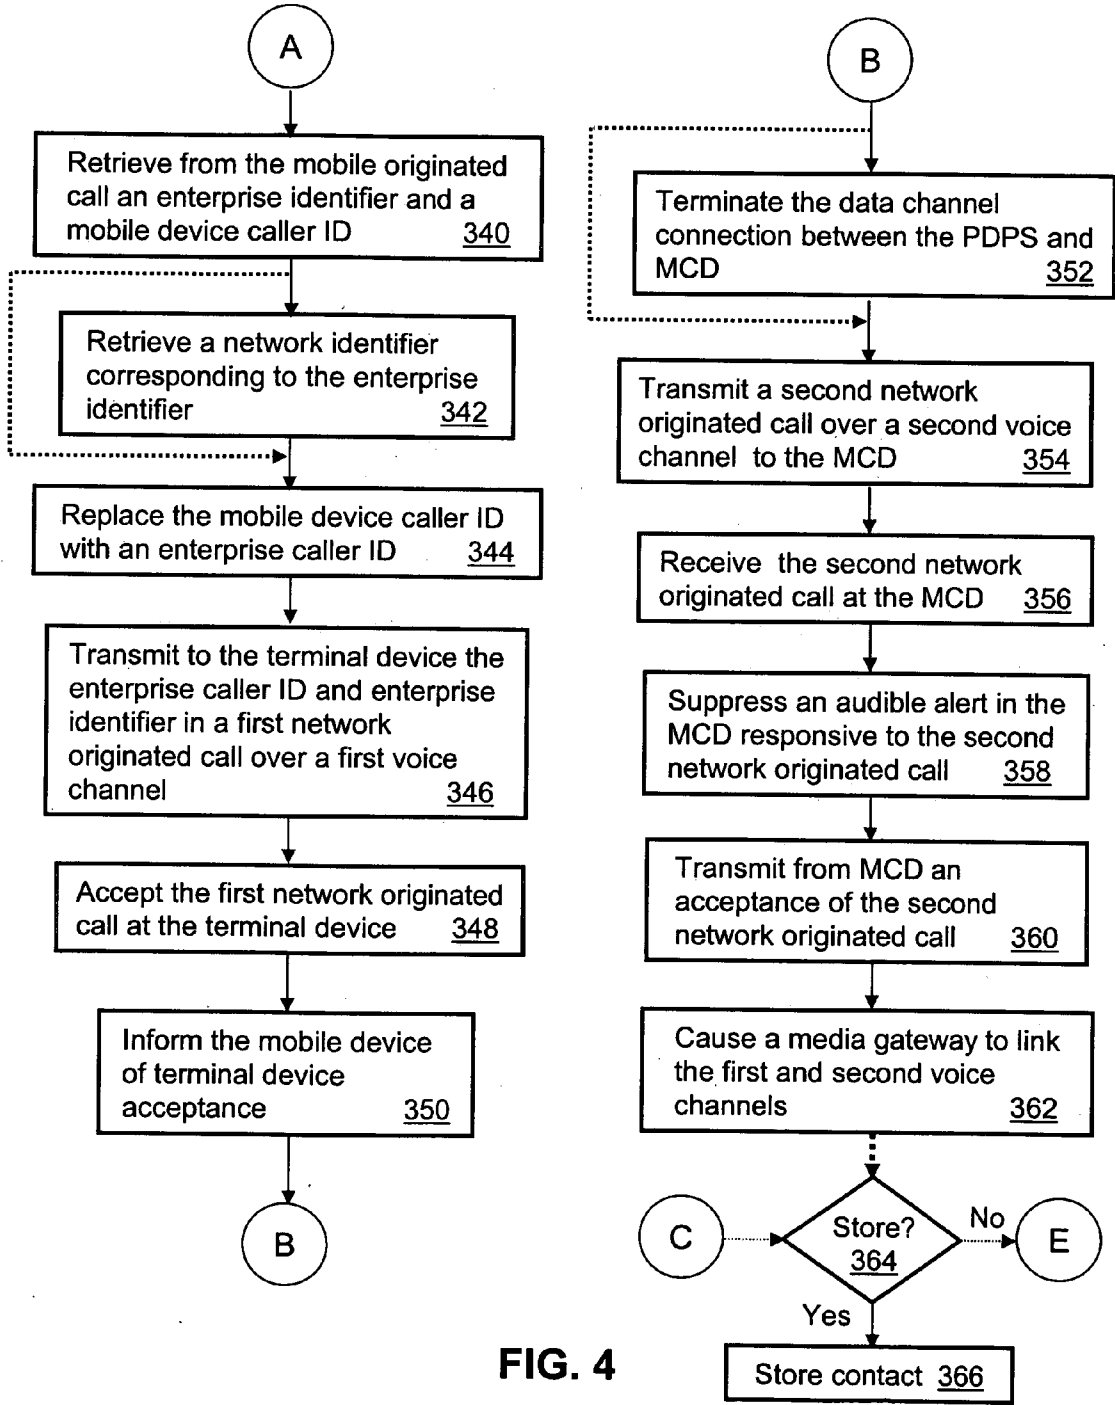 A
Retrieve from the mobile originated
call an enterprise identifier and a
mobile device caller ID 340
Retrieve a network identifier
corresponding to the enterprise
identifier 342
Replace the mobile device caller ID
with an enterprise caller ID 344
Transmit to the terminal device the
enterprise caller ID and enterprise
identifier in a first network
originated call over a first voice
channel 346
Accept the first network originated
call at the terminal device 348
Inform the mobile device
of terminal device
acceptance 350
B
B
Terminate the data channel
connection between the PDPS and
MCD 352
Transmit a second network
originated call over a second voice
channel to the MCD 354
Receive the second network
originated call at the MCD 356
Suppress an audible alert in the
MCD responsive to the second
network originated call 358
Transmit from MCD an
acceptance of the second
network originated call 360
Cause a media gateway to link
the first and second voice
channels 362
C
Store?
364
No
E
Yes
Store contact 366
FIG. 4